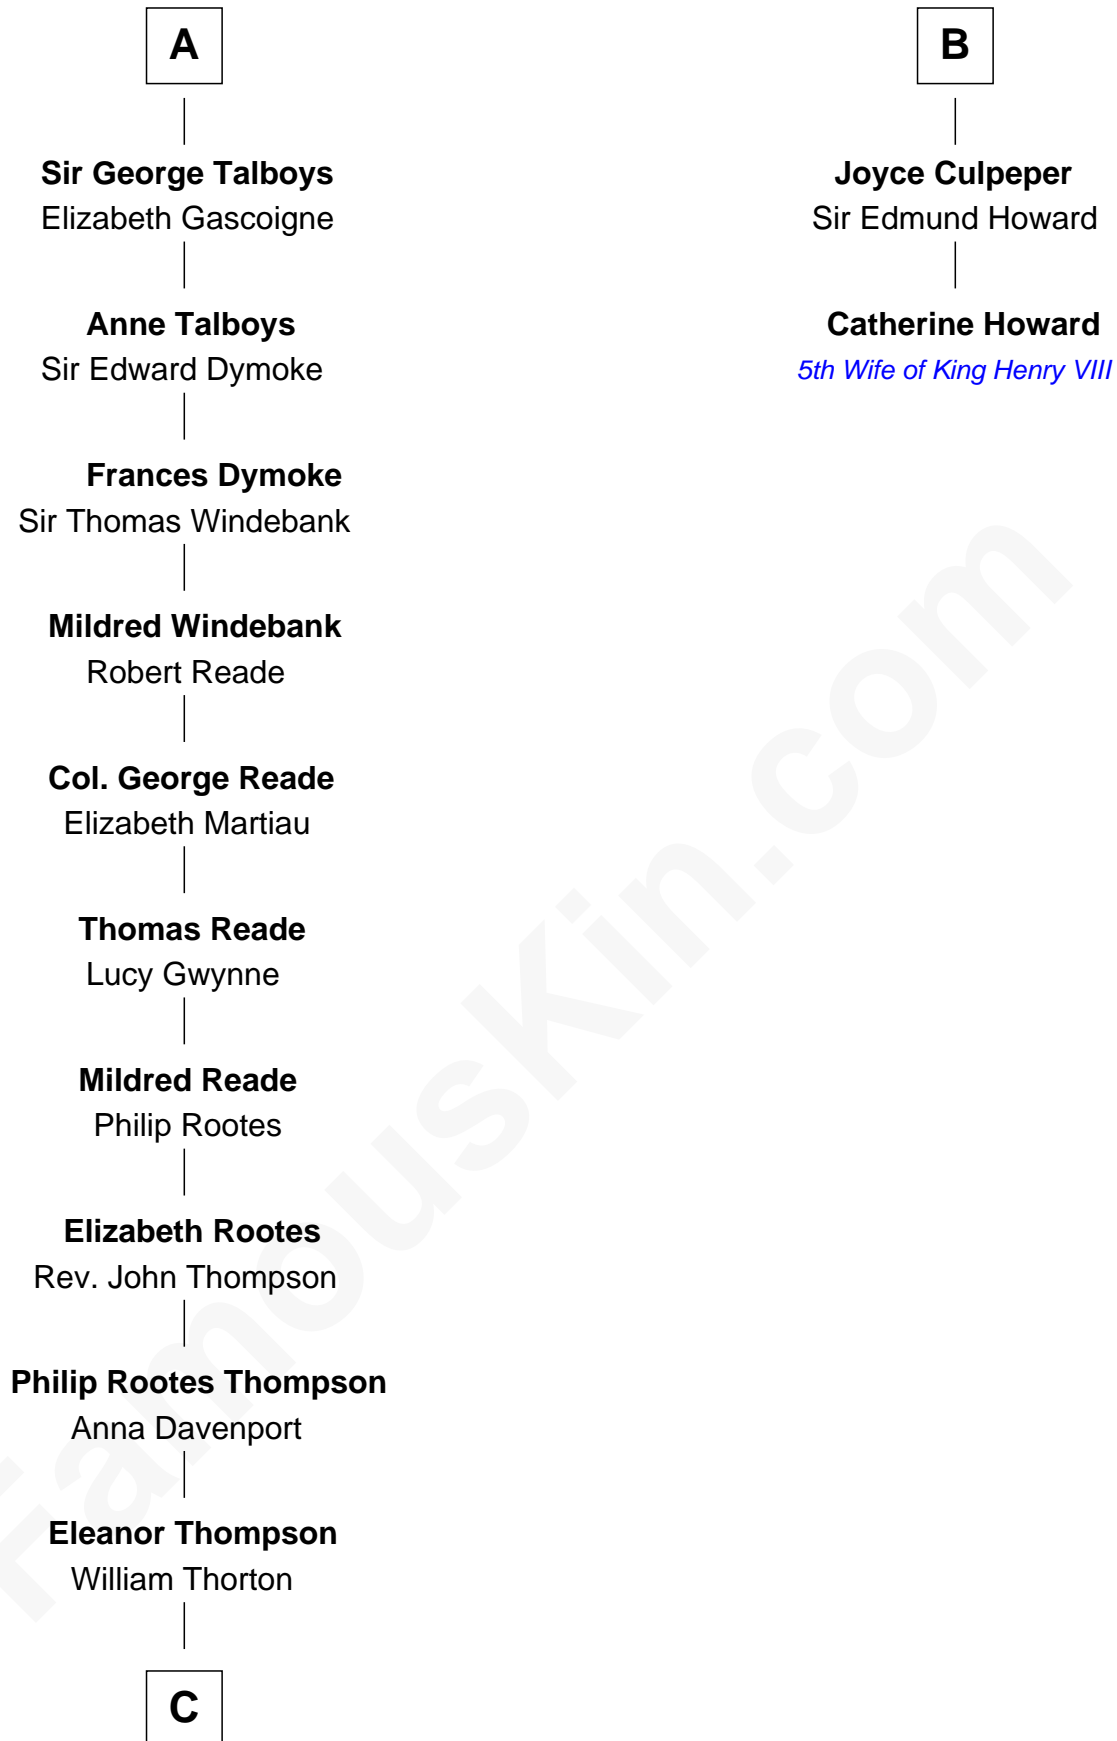 A
Sir George Talboys
Elizabeth Gascoigne
Anne Talboys
Sir Edward Dymoke
Frances Dymoke
Sir Thomas Windebank
Mildred Windebank
Robert Reade
Col. George Reade
Elizabeth Martiau
Thomas Reade
Lucy Gwynne
Mildred Reade
Philip Rootes
Elizabeth Rootes
Rev. John Thompson
Philip Rootes Thompson
Anna Davenport
Eleanor Thompson
William Thorton
C
B
Joyce Culpeper
Sir Edmund Howard
Catherine Howard
5th Wife of King Henry VIII
FamousKin.com